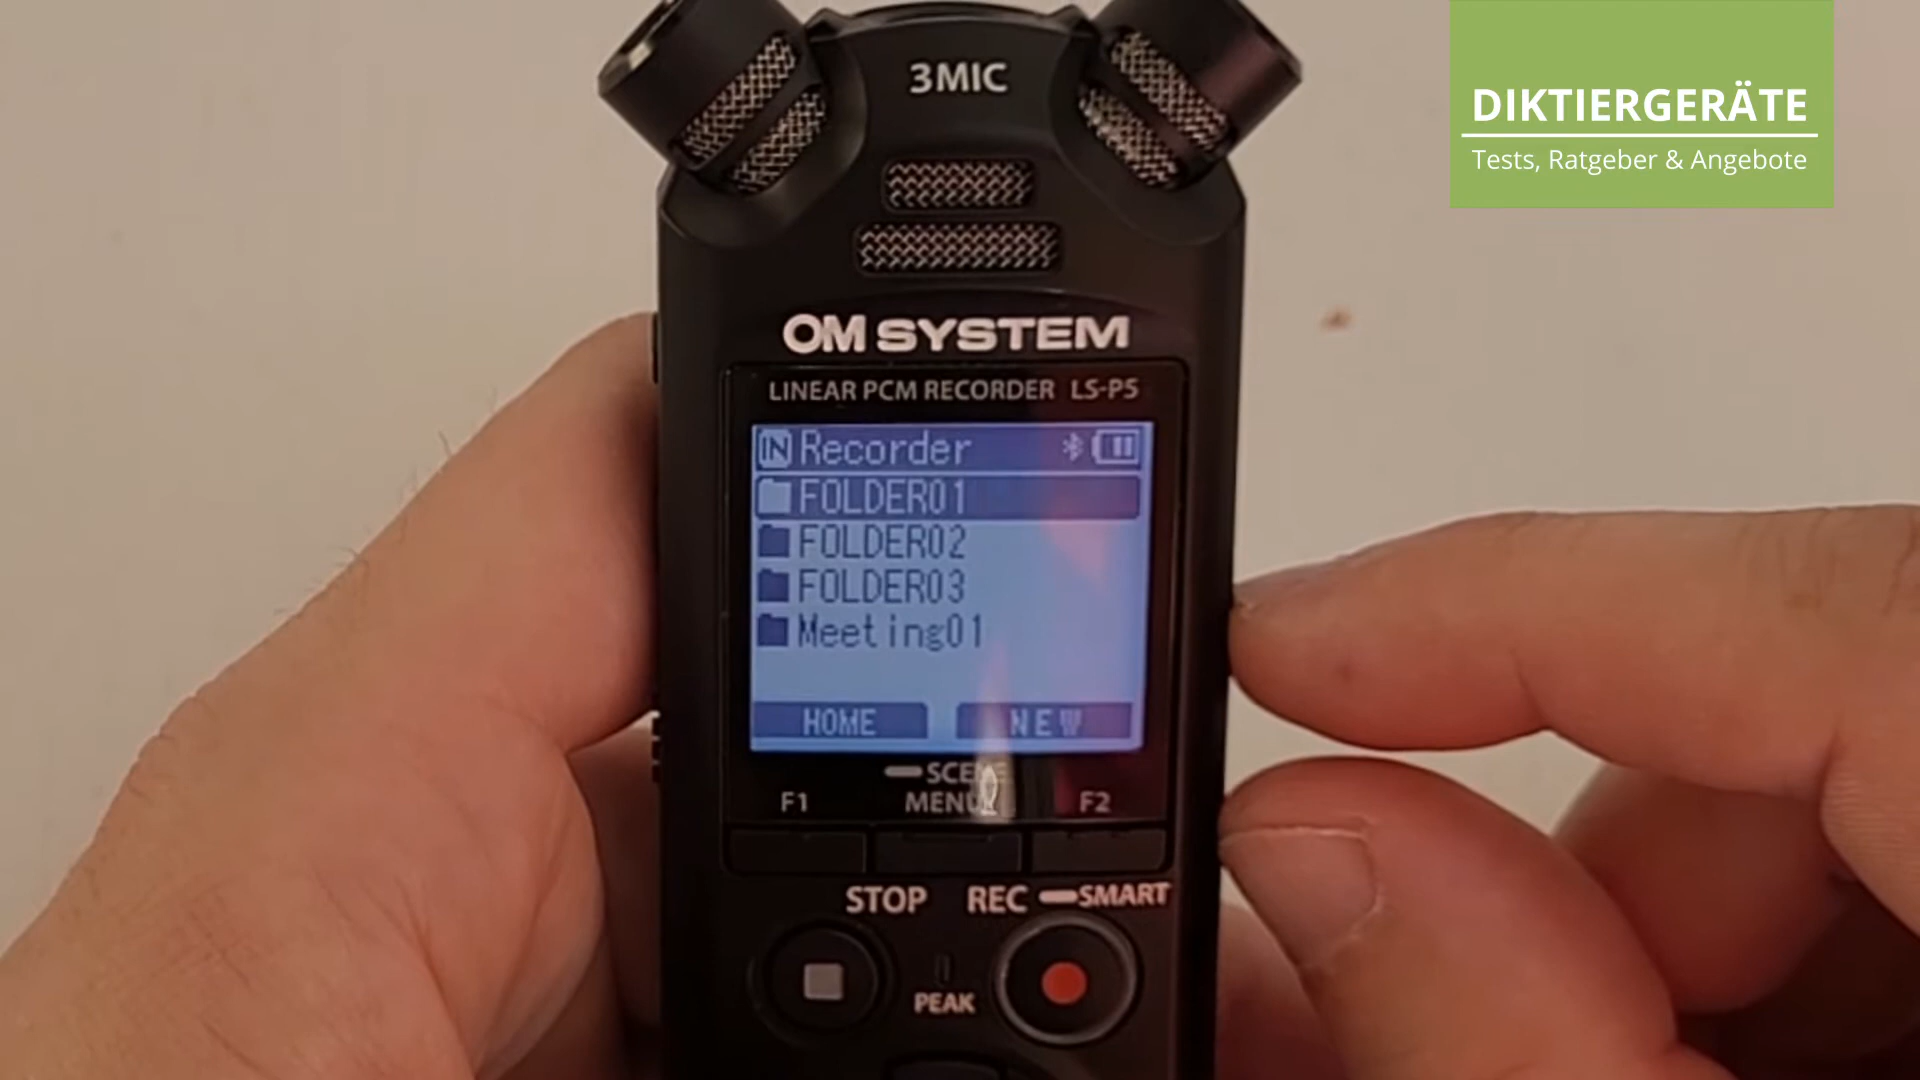 3MIC
DIKTIERGERÄTE
Tests, Ratgeber & Angebote
OM SYSTEM
LINEAR PCM RECORDER LS-P5
IN Recorder
FOLDER01
FOLDER02
FOLDER03
Meeting01
HOME NEW
SCENE
F1 MENU F2
STOP REC SMART
PEAK